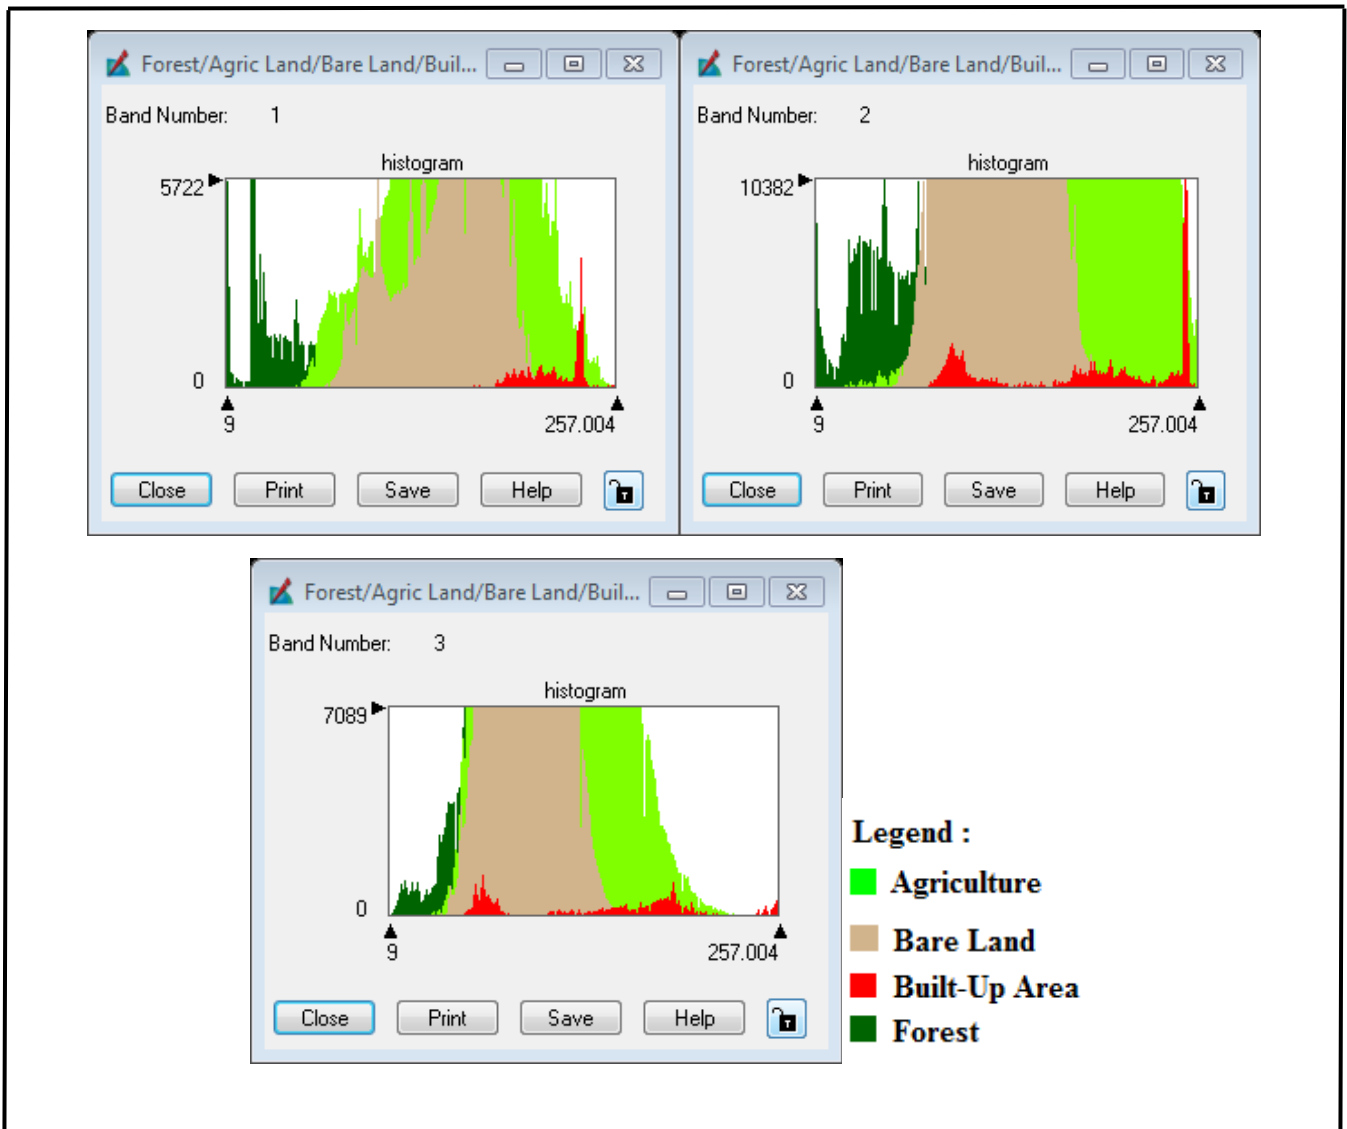 Forest/Agric Land/Bare Land/Buil...
Band Number: 1
histogram
5722
0
9 257.004
Close Print Save Help
Forest/Agric Land/Bare Land/Buil...
Band Number: 2
histogram
10382
0
9 257.004
Close Print Save Help
Forest/Agric Land/Bare Land/Buil...
Band Number: 3
histogram
7089
0
9 257.004
Close Print Save Help
Legend :
Agriculture
Bare Land
Built-Up Area
Forest